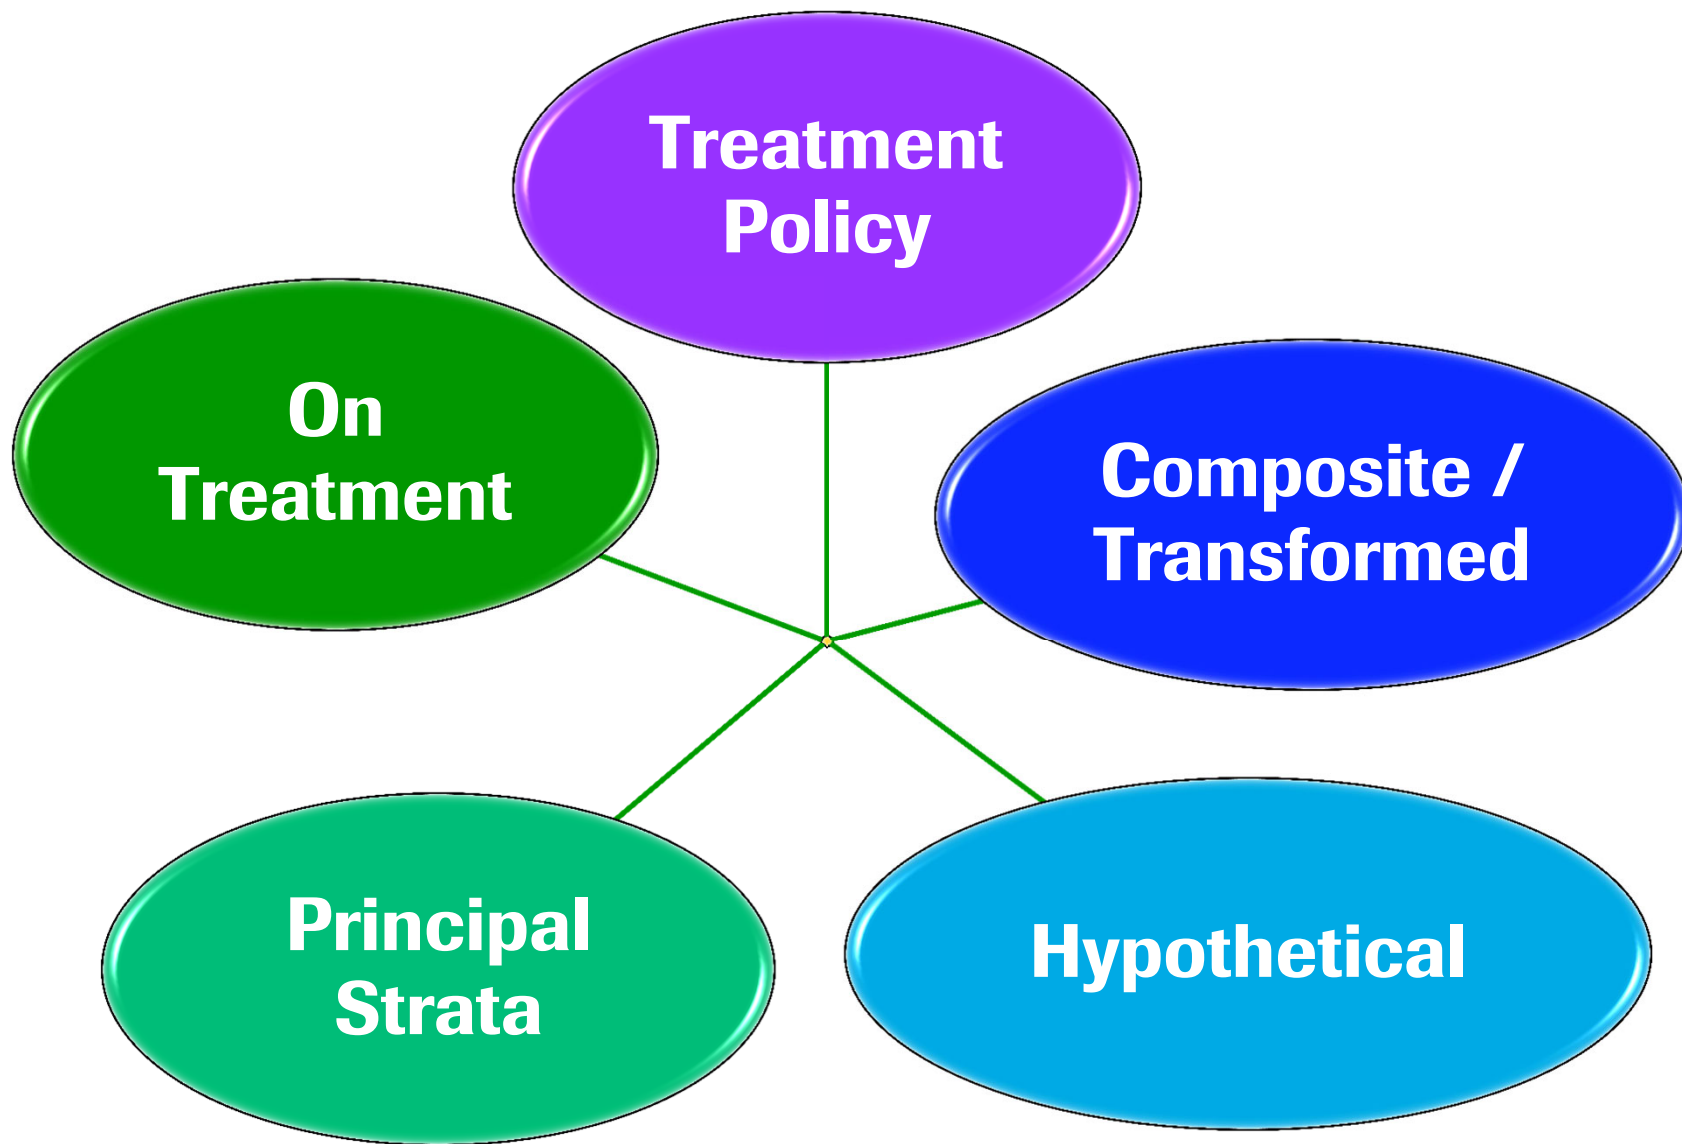 Treatment
Policy
On
Treatment
Composite /
Transformed
Principal
Strata
Hypothetical